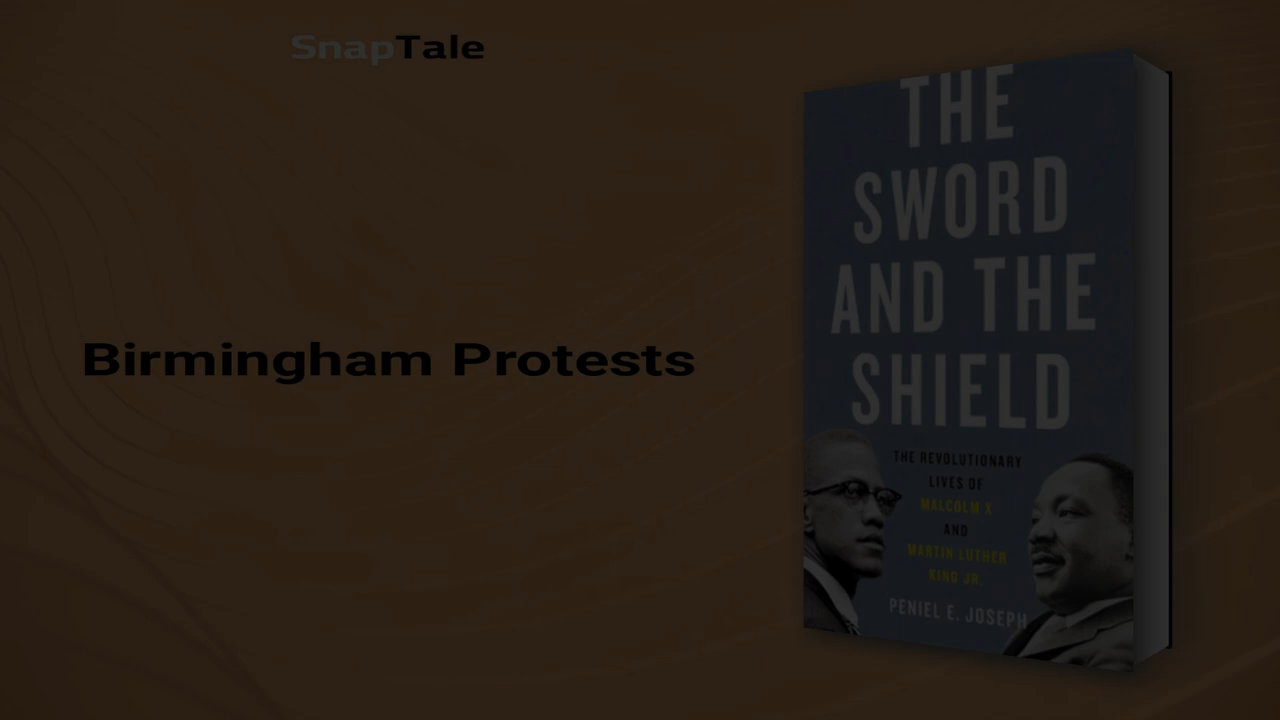 SnapTale
Birmingham Protests
THE
SWORD
AND THE
SHIELD
THE REVOLUTIONARY
LIVES OF
MALCOLM X
AND
MARTIN LUTHER
KING JR.
PENIEL E. JOSEPH